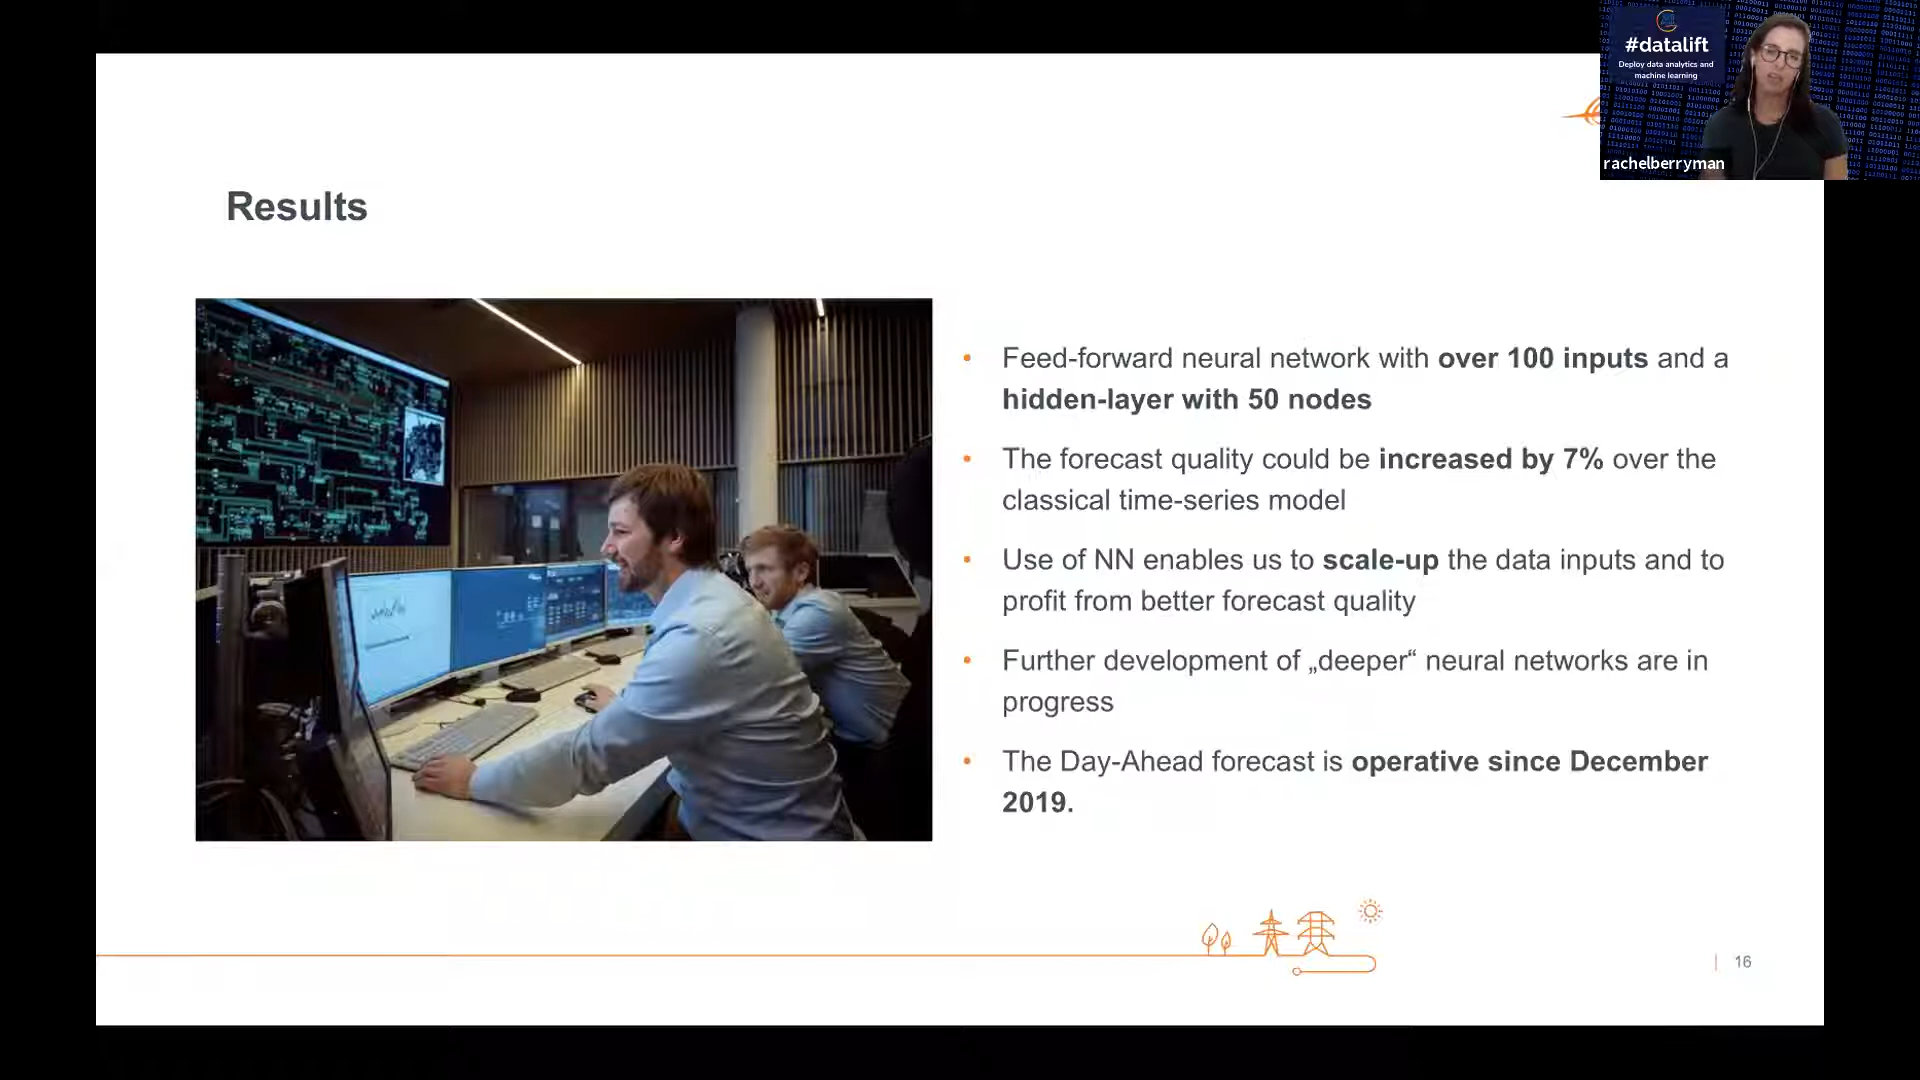 #datalift
Deploy data analytics and
machine learning
rachelberryman
Results
• Feed-forward neural network with over 100 inputs and a
hidden-layer with 50 nodes
• The forecast quality could be increased by 7% over the
classical time-series model
• Use of NN enables us to scale-up the data inputs and to
profit from better forecast quality
• Further development of „deeper“ neural networks are in
progress
• The Day-Ahead forecast is operative since December
2019.
16